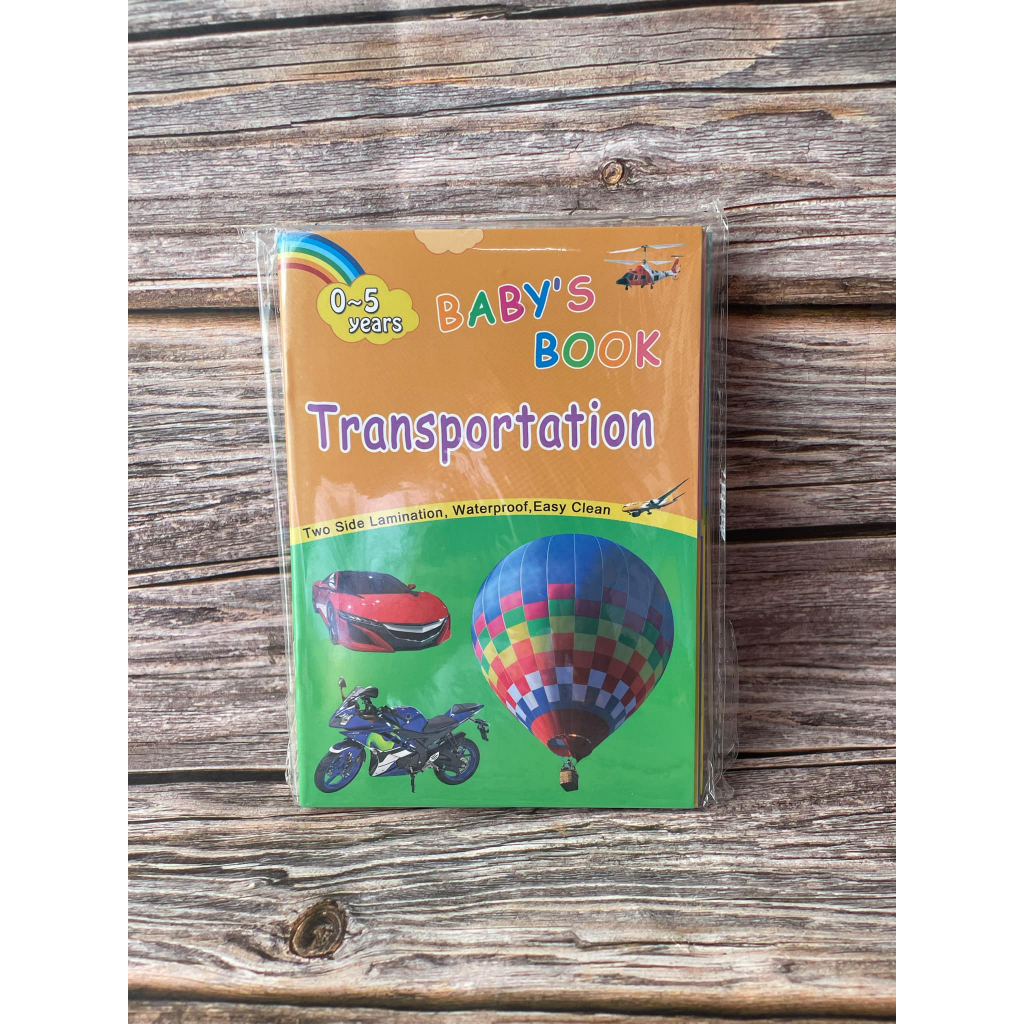 0~5
years
BABY'S
BOOK
Transportation
Two Side Lamination, Waterproof,Easy Clean